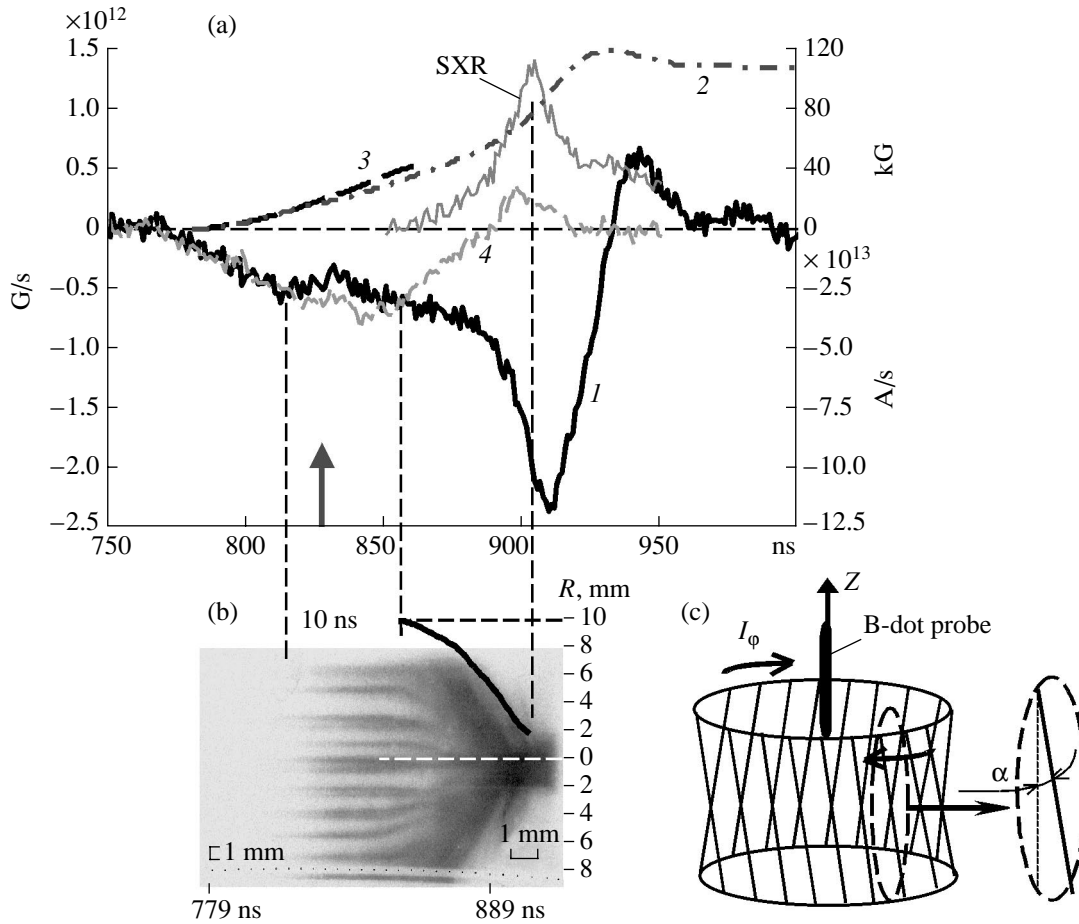 ×10¹²
(a)
1.5
1.0
0.5
0
−0.5
−1.0
−1.5
−2.0
−2.5
G/s
SXR
2
3
4
1
120
80
40
0
kG
× 10¹³
−2.5
−5.0
−7.5
−10.0
−12.5
A/s
750
800
850
900
950
ns
(b)
10 ns
R, mm
10
8
6
4
2
0
2
4
6
8
1 mm
1 mm
779 ns
889 ns
(c)
Z
B-dot probe
Iφ
α